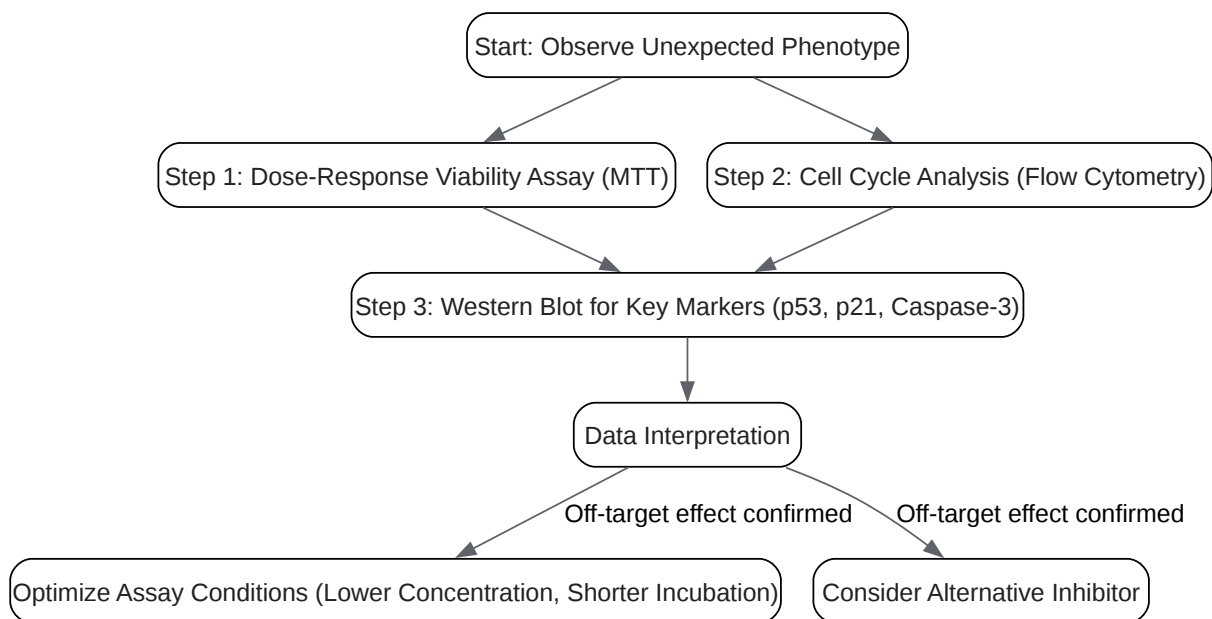 Start: Observe Unexpected Phenotype
Step 1: Dose-Response Viability Assay (MTT)
Step 2: Cell Cycle Analysis (Flow Cytometry)
Step 3: Western Blot for Key Markers (p53, p21, Caspase-3)
Data Interpretation
Off-target effect confirmed
Off-target effect confirmed
Optimize Assay Conditions (Lower Concentration, Shorter Incubation)
Consider Alternative Inhibitor